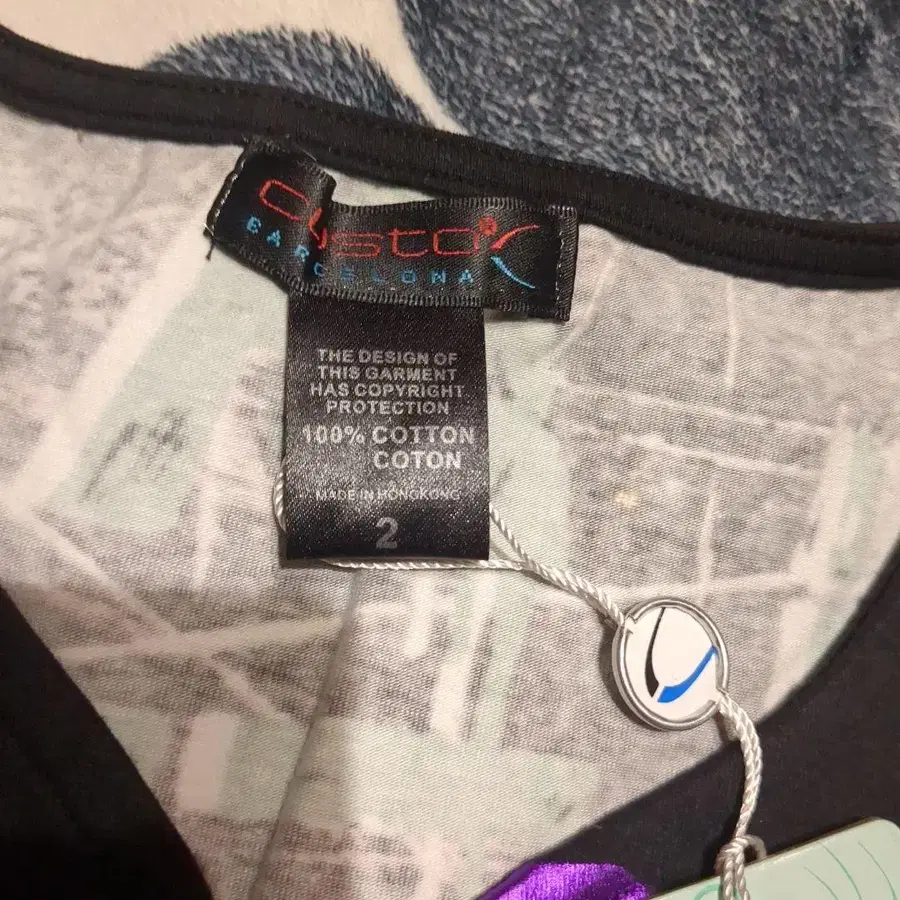 Custo®
BARCELONA
THE DESIGN OF
THIS GARMENT
HAS COPYRIGHT
PROTECTION
100% COTTON
COTON
MADE IN HONGKONG
2